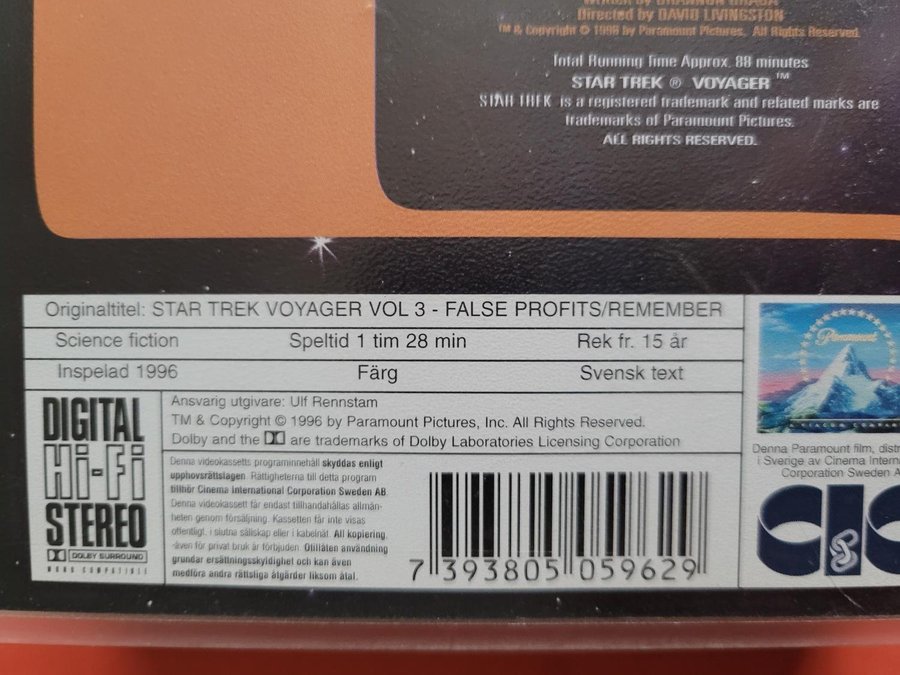 Directed by DAVID LIVINGSTON
TM & Copyright © 1996 by Paramount Pictures. All Rights Reserved.
Total Running Time Approx. 88 minutes
STAR TREK ® VOYAGER ™
STAR TREK is a registered trademark and related marks are
trademarks of Paramount Pictures.
ALL RIGHTS RESERVED.
Originaltitel: STAR TREK VOYAGER VOL 3 - FALSE PROFITS/REMEMBER
Science fiction Speltid 1 tim 28 min Rek fr. 15 år
Inspelad 1996 Färg Svensk text
DIGITAL
Hi-Fi
STEREO
DOLBY SURROUND
MONO COMPATIBLE
Ansvarig utgivare: Ulf Rennstam
TM & Copyright © 1996 by Paramount Pictures, Inc. All Rights Reserved.
Dolby and the are trademarks of Dolby Laboratories Licensing Corporation
Denna videokassetts programinnehåll skyddas enligt
upphovsrättslagen. Rättigheterna till detta program
tillhör Cinema International Corporation Sweden AB.
Denna videokassett får endast tillhandahållas allmän-
heten genom försäljning. Kassetten får inte visas
offentligt, i slutna sällskap eller i kabelnät. All kopiering,
även för privat bruk är förbjuden. Otillåten användning
grundar ersättningsskyldighet och kan även
medföra andra rättsliga åtgärder liksom åtal.
7 393805 059629
Paramount
A VIACOM COMPANY
Denna Paramount film, distr
i Sverige av Cinema Intern
Corporation Sweden A